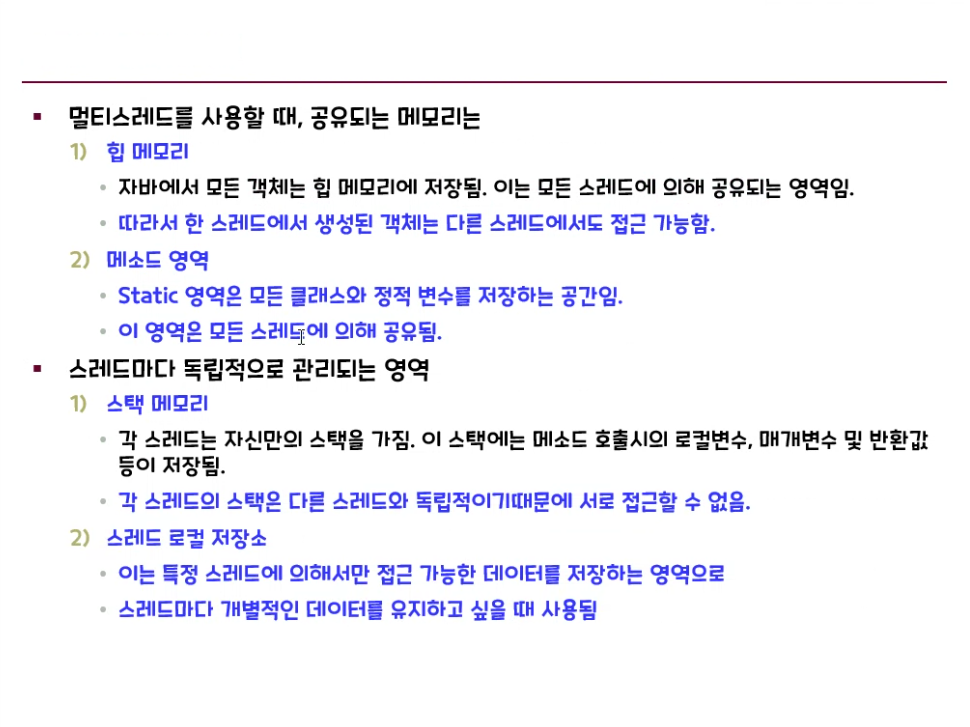 ▪ 멀티스레드를 사용할 때, 공유되는 메모리는
1) 힙 메모리
• 자바에서 모든 객체는 힙 메모리에 저장됨. 이는 모든 스레드에 의해 공유되는 영역임.
• 따라서 한 스레드에서 생성된 객체는 다른 스레드에서도 접근 가능함.
2) 메소드 영역
• Static 영역은 모든 클래스와 정적 변수를 저장하는 공간임.
• 이 영역은 모든 스레드에 의해 공유됨.
▪ 스레드마다 독립적으로 관리되는 영역
1) 스택 메모리
• 각 스레드는 자신만의 스택을 가짐. 이 스택에는 메소드 호출시의 로컬변수, 매개변수 및 반환값
등이 저장됨.
• 각 스레드의 스택은 다른 스레드와 독립적이기때문에 서로 접근할 수 없음.
2) 스레드 로컬 저장소
• 이는 특정 스레드에 의해서만 접근 가능한 데이터를 저장하는 영역으로
• 스레드마다 개별적인 데이터를 유지하고 싶을 때 사용됨